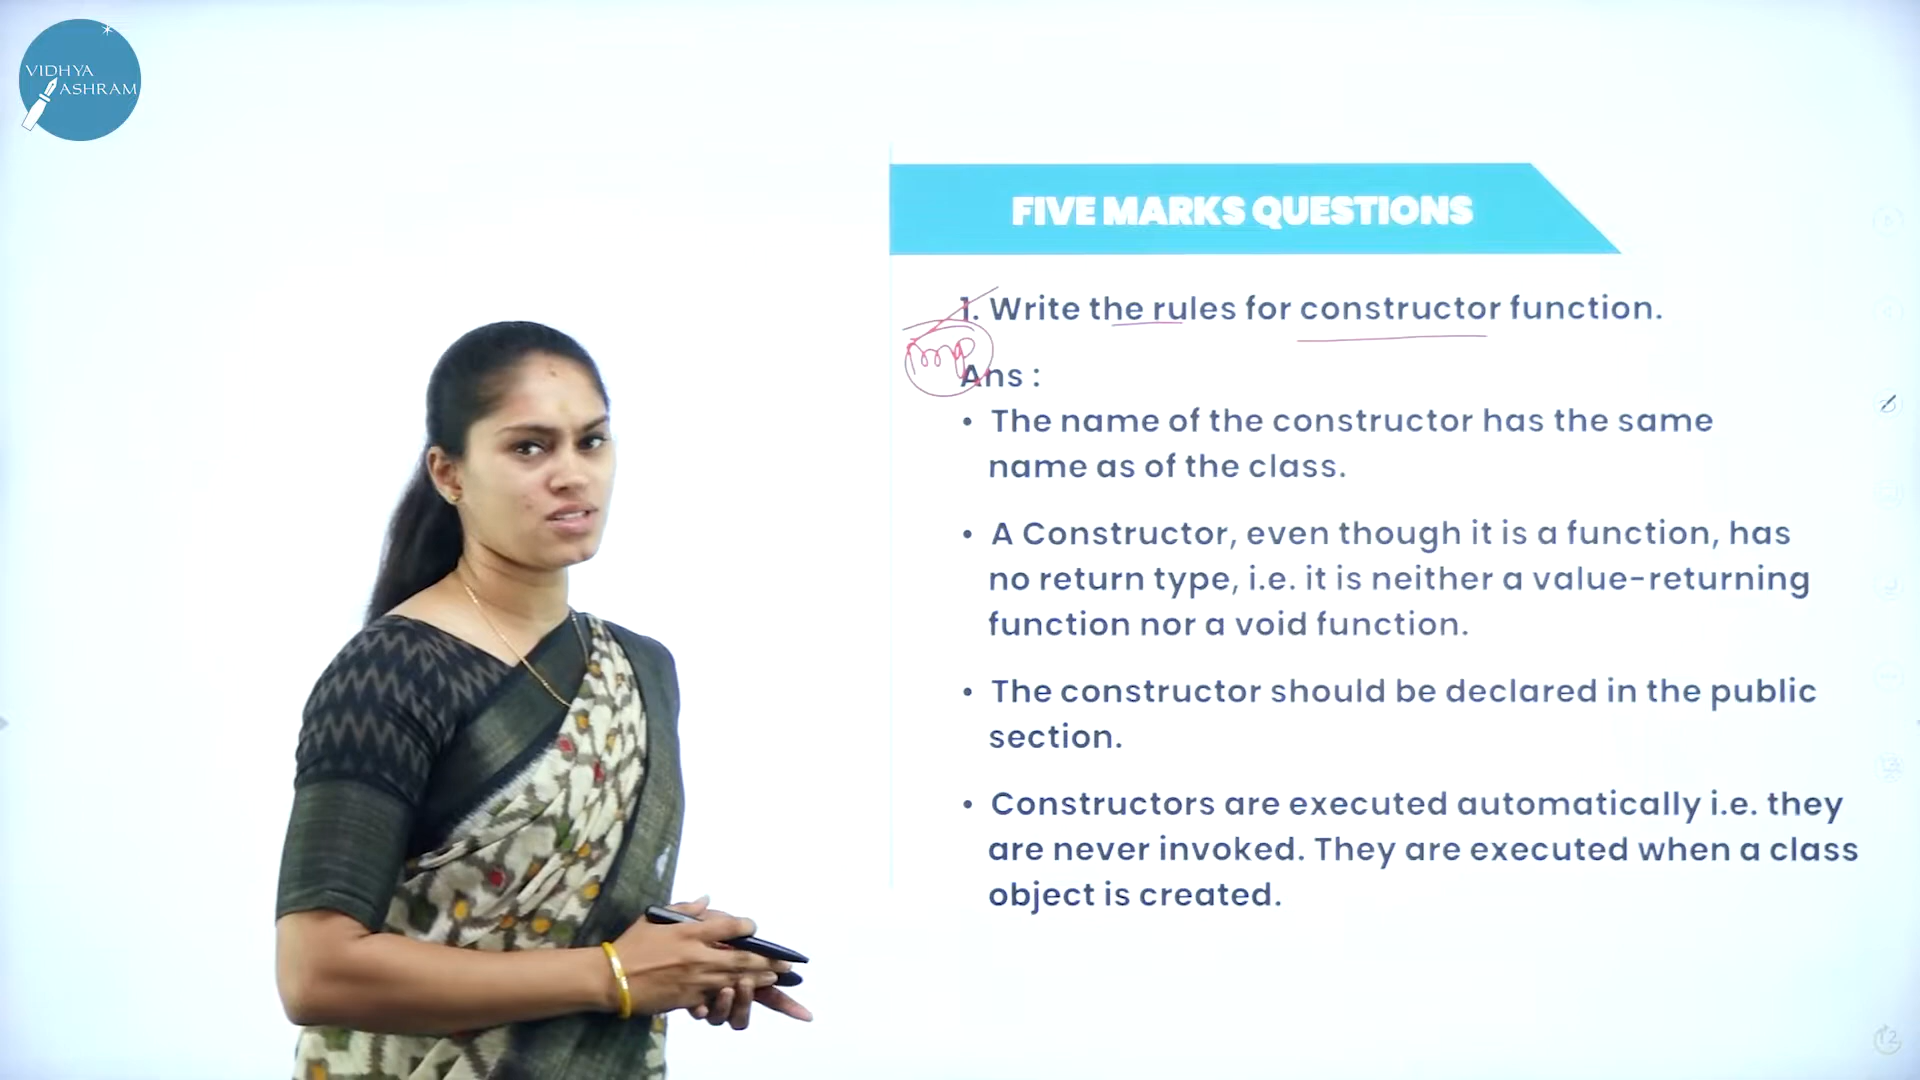 VIDHYA
ASHRAM
FIVE MARKS QUESTIONS
1. Write the rules for constructor function.
Imp
Ans :
• The name of the constructor has the same
name as of the class.
• A Constructor, even though it is a function, has
no return type, i.e. it is neither a value-returning
function nor a void function.
• The constructor should be declared in the public
section.
• Constructors are executed automatically i.e. they
are never invoked. They are executed when a class
object is created.
12